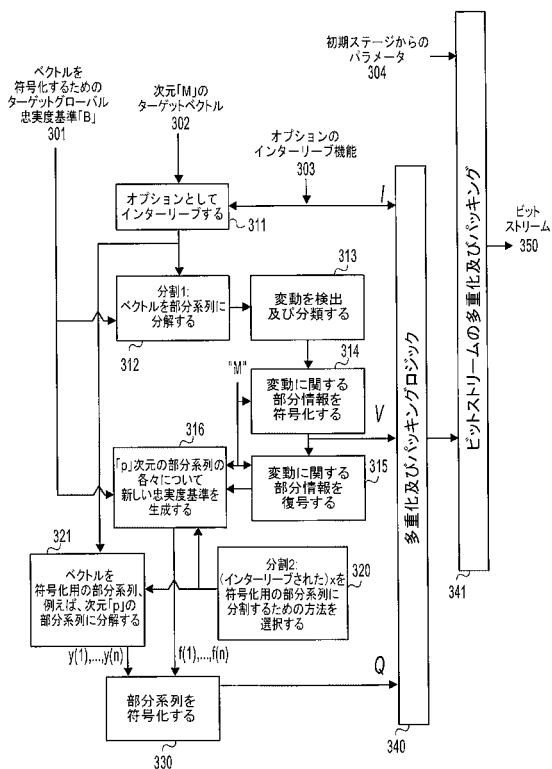 初期ステージからの
パラメータ
304
ベクトルを
符号化するための
ターゲットグローバル
忠実度基準「B」
301
次元「M」の
ターゲットベクトル
302
オプションの
インターリーブ機能
303
I
オプションとして
インターリーブする
311
ビット
ストリーム
350
分割1:
ベクトルを部分系列に
分解する
312
313
変動を検出
及び分類する
314
"M"
変動に関する
部分情報を
符号化する
V
316
「p」次元の部分系列の
各々について
新しい忠実度基準を
生成する
変動に関する
部分情報を
復号する
315
321
ベクトルを
符号化用の部分系列、
例えば、次元「p」の
部分系列に分解する
分割2:
(インターリーブされた)xを
符号化用の部分系列に
分割するための方法を
選択する
320
y(1),...,y(n)
f(1),...,f(n)
部分系列を
符号化する
330
Q
多重化及びパッキングロジック
340
ビットストリームの多重化及びパッキング
341